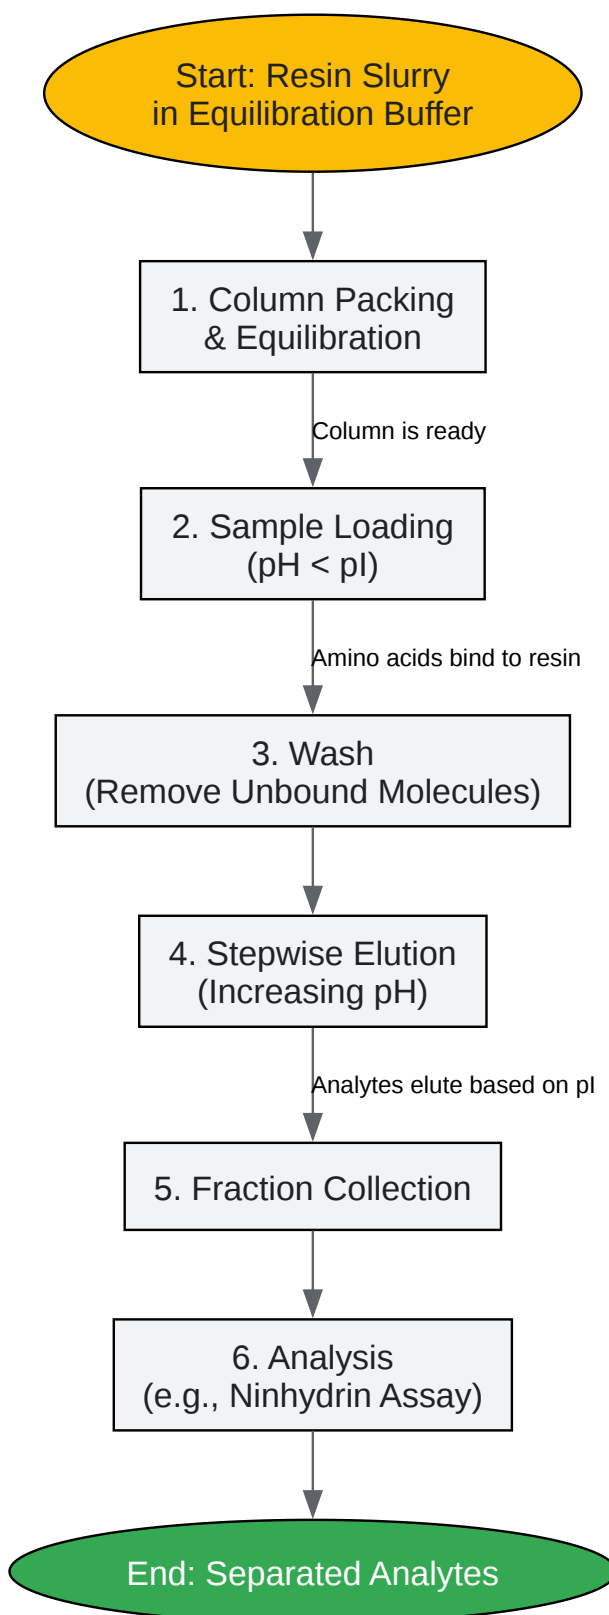 Start: Resin Slurry
in Equilibration Buffer
1. Column Packing
& Equilibration
Column is ready
2. Sample Loading
(pH < pI)
Amino acids bind to resin
3. Wash
(Remove Unbound Molecules)
4. Stepwise Elution
(Increasing pH)
Analytes elute based on pI
5. Fraction Collection
6. Analysis
(e.g., Ninhydrin Assay)
End: Separated Analytes